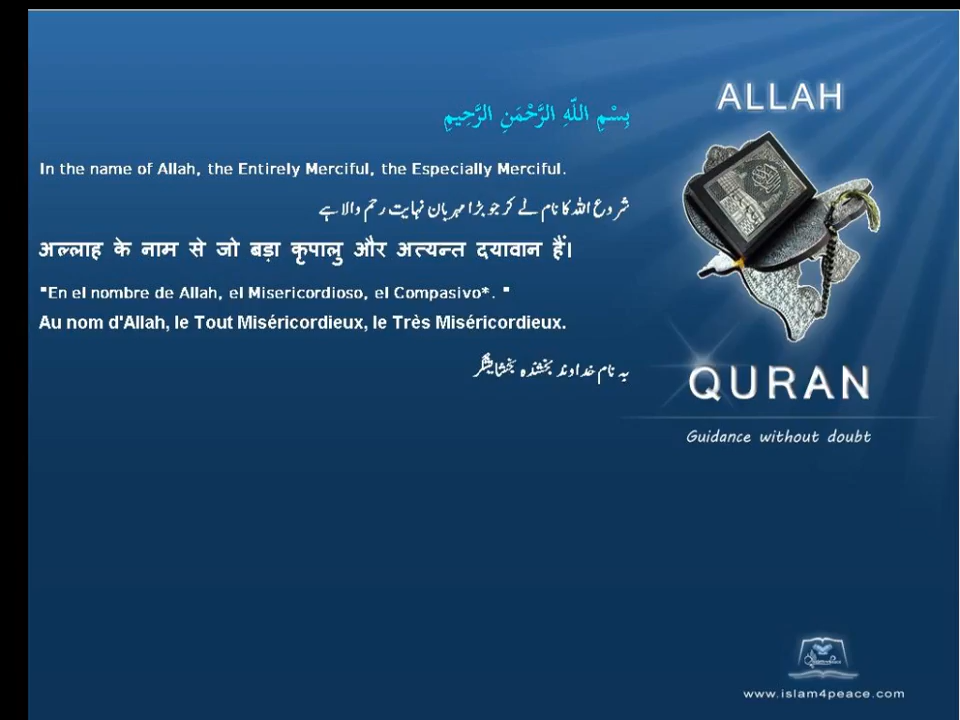 بِسْمِ اللَّهِ الرَّحْمَنِ الرَّحِيمِ
In the name of Allah, the Entirely Merciful, the Especially Merciful.
شروع اللہ کا نام لے کر جو بڑا مہربان نہایت رحم والا ہے
अल्लाह के नाम से जो बड़ा कृपालु और अत्यन्त दयावान हैं।
"En el nombre de Allah, el Misericordioso, el Compasivo*. "
Au nom d'Allah, le Tout Miséricordieux, le Très Miséricordieux.
به نام خداوند بخشنده بخشایشگر
ALLAH
QURAN
Guidance without doubt
www.islam4peace.com